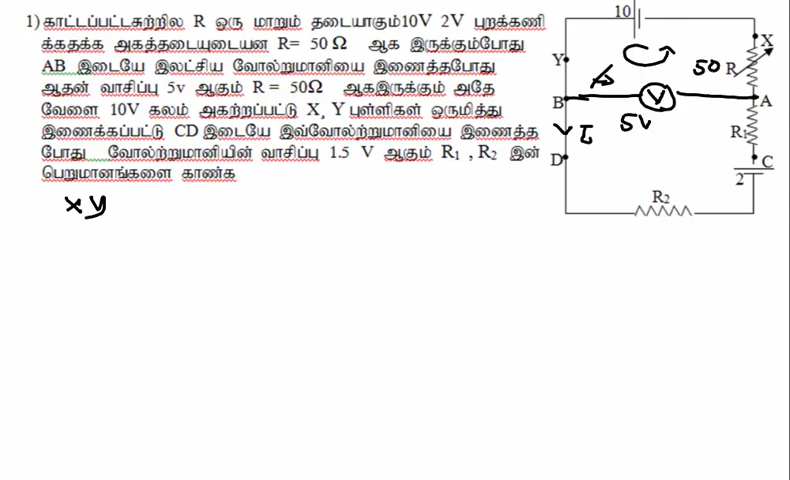 1) காட்டப்பட்டசுற்றில R ஒரு மாறும் தடையாகும்10V 2V புறக்கணி
க்கதக்க அகத்தடையுடையன R= 50 Ω ஆக இருக்கும்போது
AB இடையே இலட்சிய வோல்றுமானியை இணைத்தபோது
ஆதன் வாசிப்பு 5v ஆகும் R = 50Ω ஆகஇருக்கும் அதே
வேளை 10V கலம் அகற்றப்பட்டு X, Y புள்ளிகள் ஒருமித்து
இணைக்கப்பட்டு CD இடையே இவ்வோல்ற்றுமானியை இணைத்த
போது வோல்ற்றுமானியின் வாசிப்பு 1.5 V ஆகும் R1 , R2 இன்
பெறுமானங்களை காண்க
xy
10
X
Y
50 R
B
V
A
5v
I
R1
D
C
2
R2